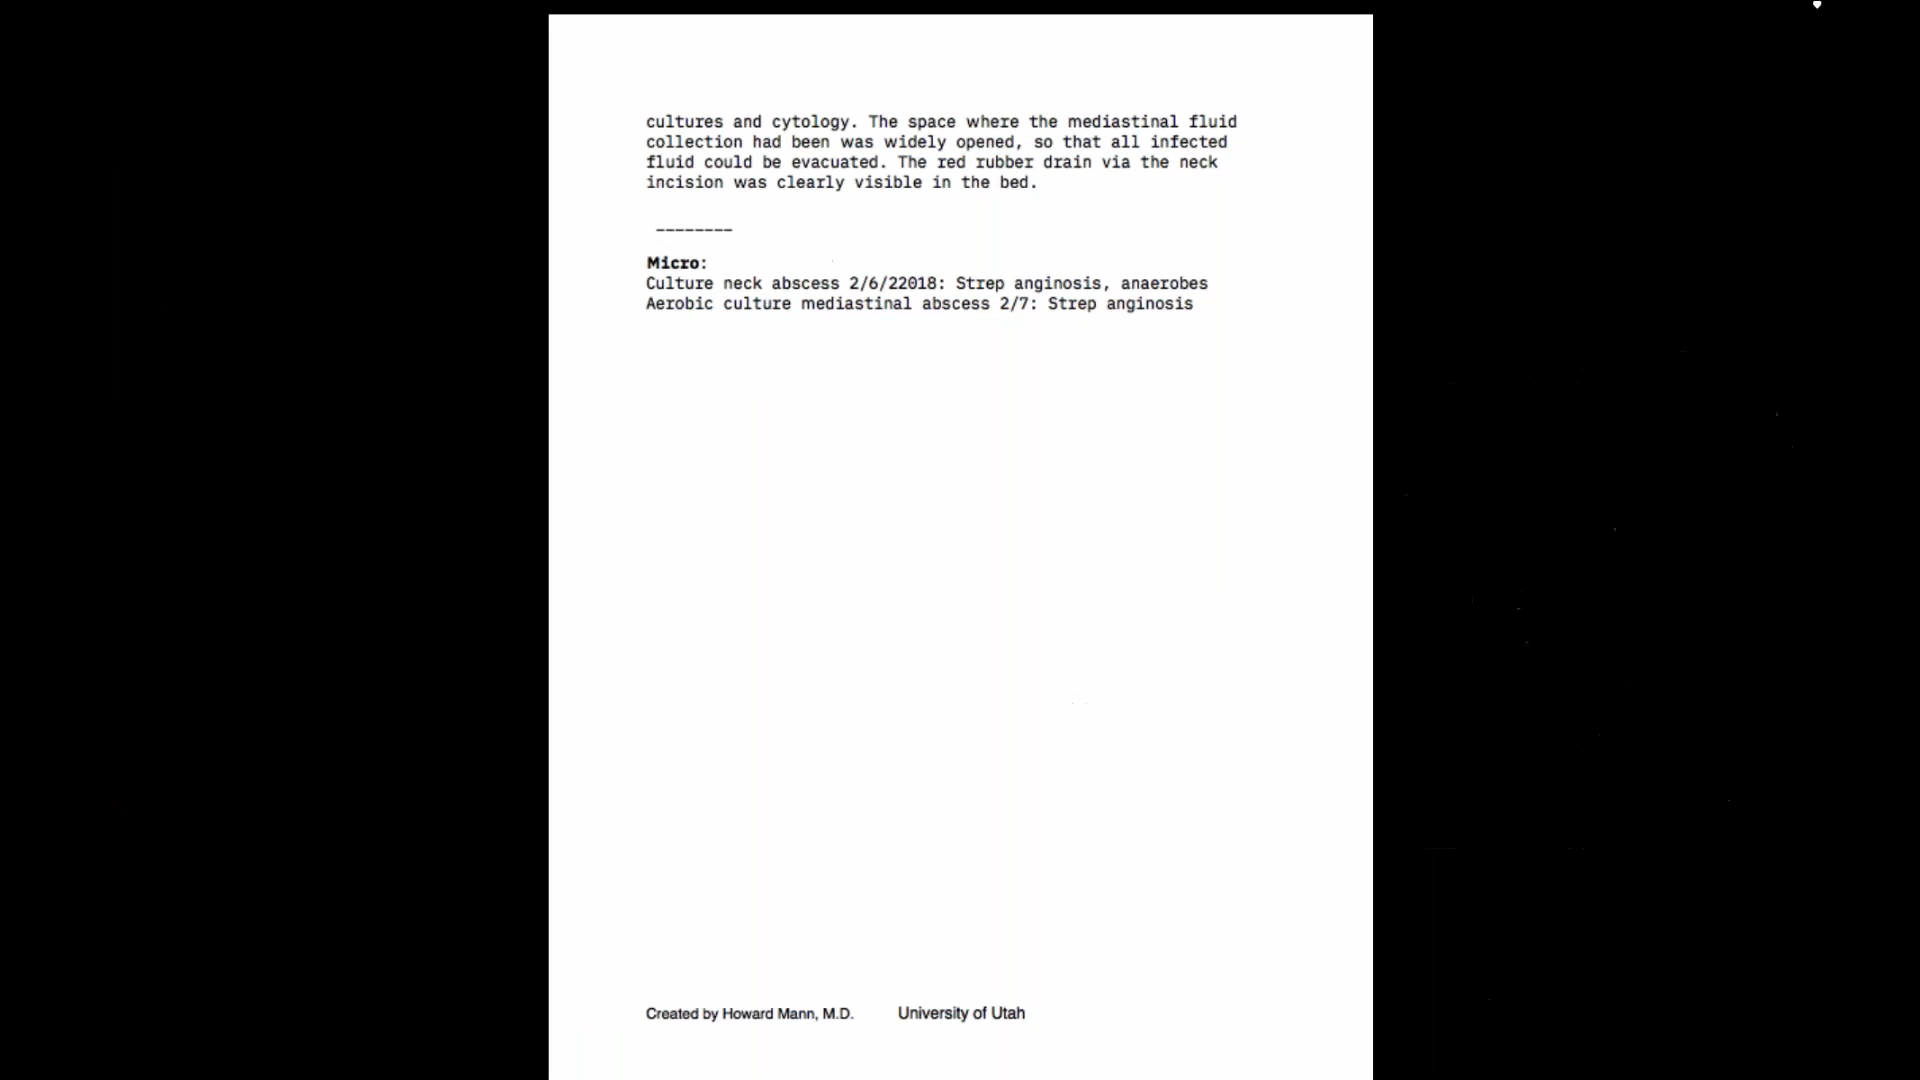 cultures and cytology. The space where the mediastinal fluid
collection had been was widely opened, so that all infected
fluid could be evacuated. The red rubber drain via the neck
incision was clearly visible in the bed.
--------
Micro:
Culture neck abscess 2/6/22018: Strep anginosis, anaerobes
Aerobic culture mediastinal abscess 2/7: Strep anginosis
Created by Howard Mann, M.D. University of Utah